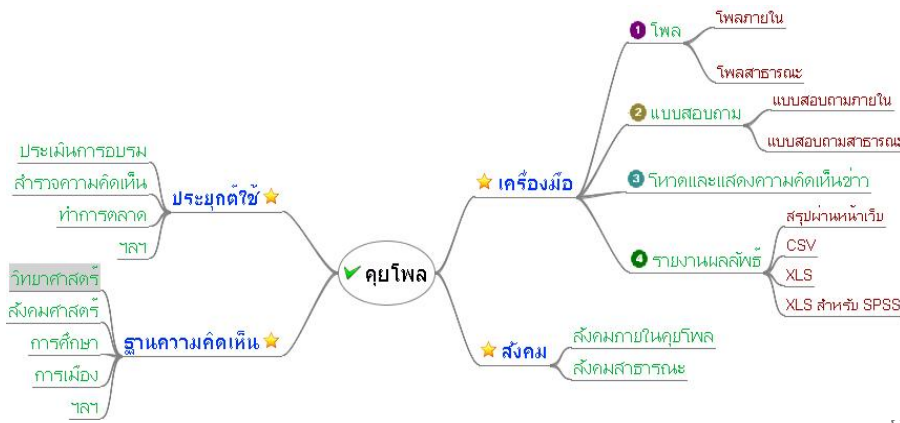 คุยโพล
เครื่องมือ
1 โพล
โพลภายใน
โพลสาธารณะ
2 แบบสอบถาม
แบบสอบถามภายใน
แบบสอบถามสาธารณะ
3 โหวตและแสดงความคิดเห็นข่าว
4 รายงานผลลัพธ์
สรุปผ่านหน้าเว็บ
CSV
XLS
XLS สำหรับ SPSS
สังคม
สังคมภายในคุยโพล
สังคมสาธารณะ
ประยุกต์ใช้
ประเมินการอบรม
สำรวจความคิดเห็น
ทำการตลาด
ฯลฯ
ฐานความคิดเห็น
วิทยาศาสตร์
สังคมศาสตร์
การศึกษา
การเมือง
ฯลฯ